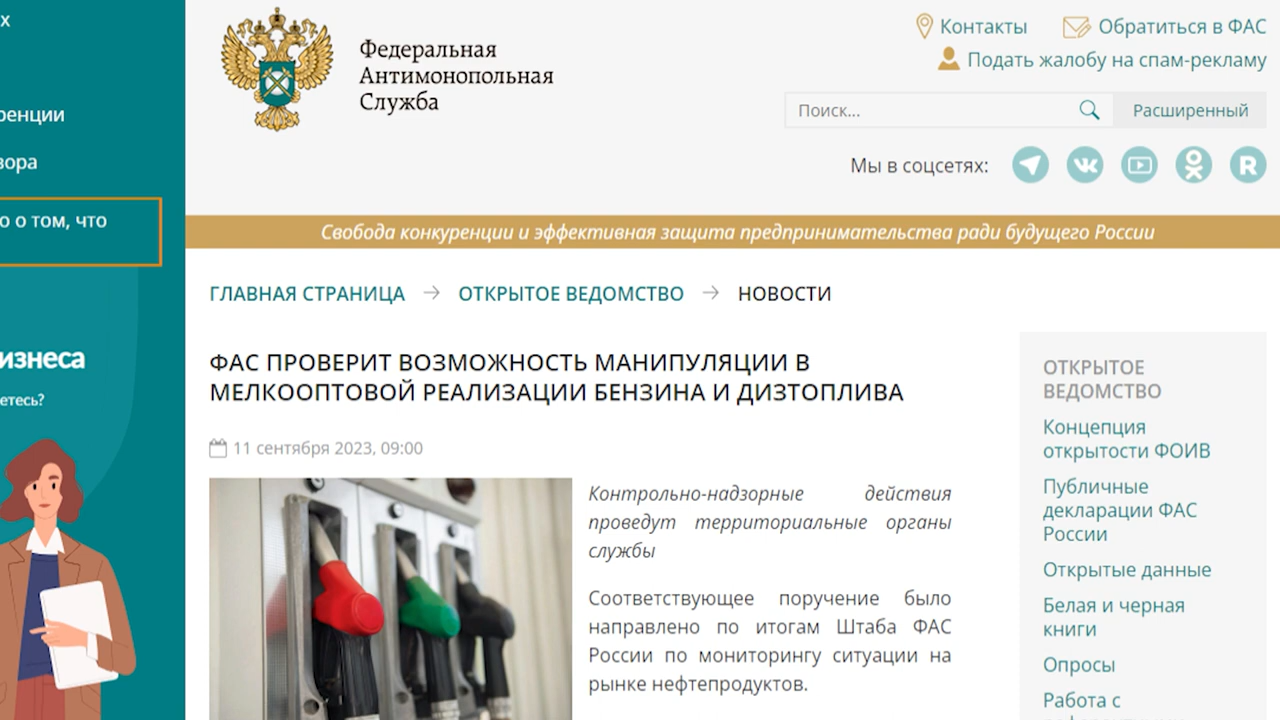 х
ренции
вора
о о том, что
изнеса
етесь?
Федеральная
Антимонопольная
Служба
Контакты
Обратиться в ФАС
Подать жалобу на спам-рекламу
Поиск...
Расширенный
Мы в соцсетях:
Свобода конкуренции и эффективная защита предпринимательства ради будущего России
ГЛАВНАЯ СТРАНИЦА → ОТКРЫТОЕ ВЕДОМСТВО → НОВОСТИ
ФАС ПРОВЕРИТ ВОЗМОЖНОСТЬ МАНИПУЛЯЦИИ В
МЕЛКООПТОВОЙ РЕАЛИЗАЦИИ БЕНЗИНА И ДИЗТОПЛИВА
11 сентября 2023, 09:00
Контрольно-надзорные действия
проведут территориальные органы
службы
Соответствующее поручение было
направлено по итогам Штаба ФАС
России по мониторингу ситуации на
рынке нефтепродуктов.
ОТКРЫТОЕ
ВЕДОМСТВО
Концепция
открытости ФОИВ
Публичные
декларации ФАС
России
Открытые данные
Белая и черная
книги
Опросы
Работа с